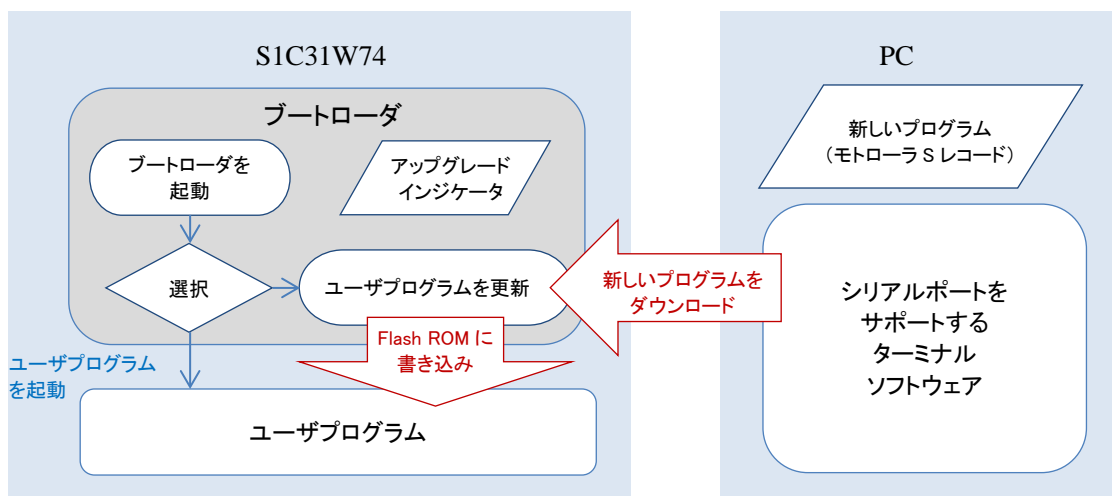 S1C31W74
ブートローダ
ブートローダを
起動
アップグレード
インジケータ
選択
ユーザプログラムを更新
ユーザプログラム
を起動
Flash ROM に
書き込み
ユーザプログラム
新しいプログラムを
ダウンロード
PC
新しいプログラム
（モトローラ S レコード）
シリアルポートを
サポートする
ターミナル
ソフトウェア